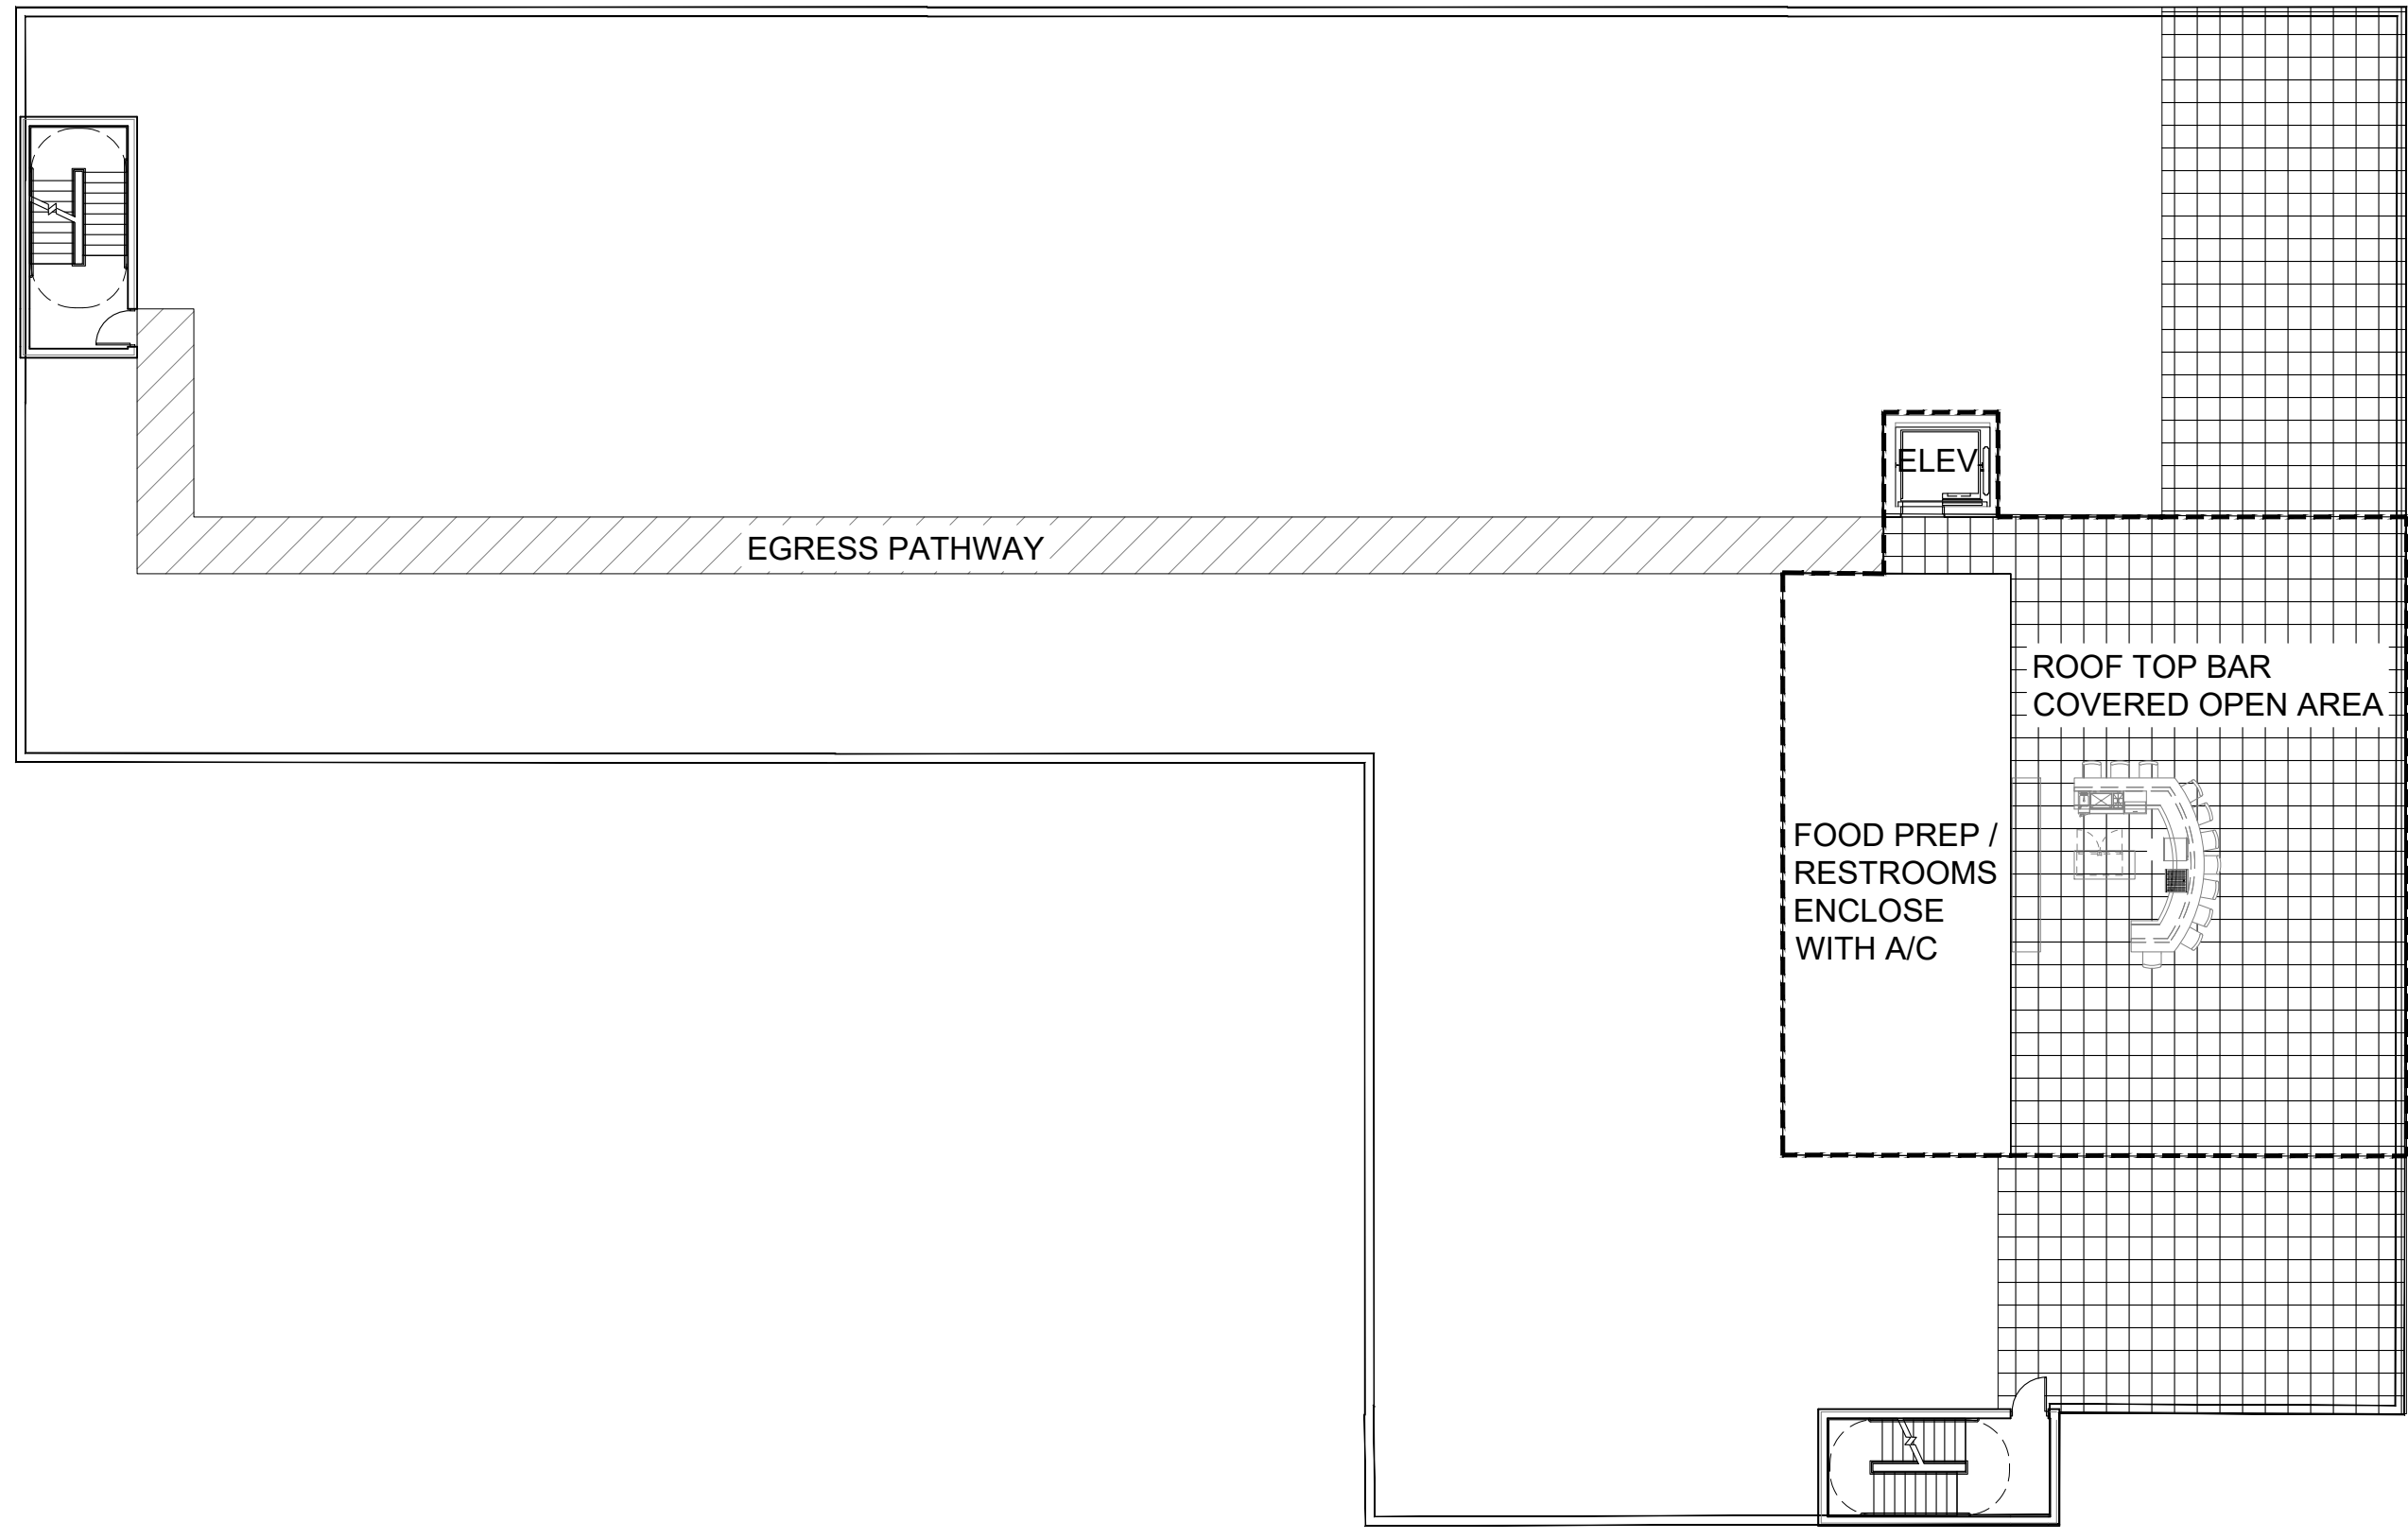 ELEV
EGRESS PATHWAY
ROOF TOP BAR
COVERED OPEN AREA
FOOD PREP /
RESTROOMS
ENCLOSE
WITH A/C